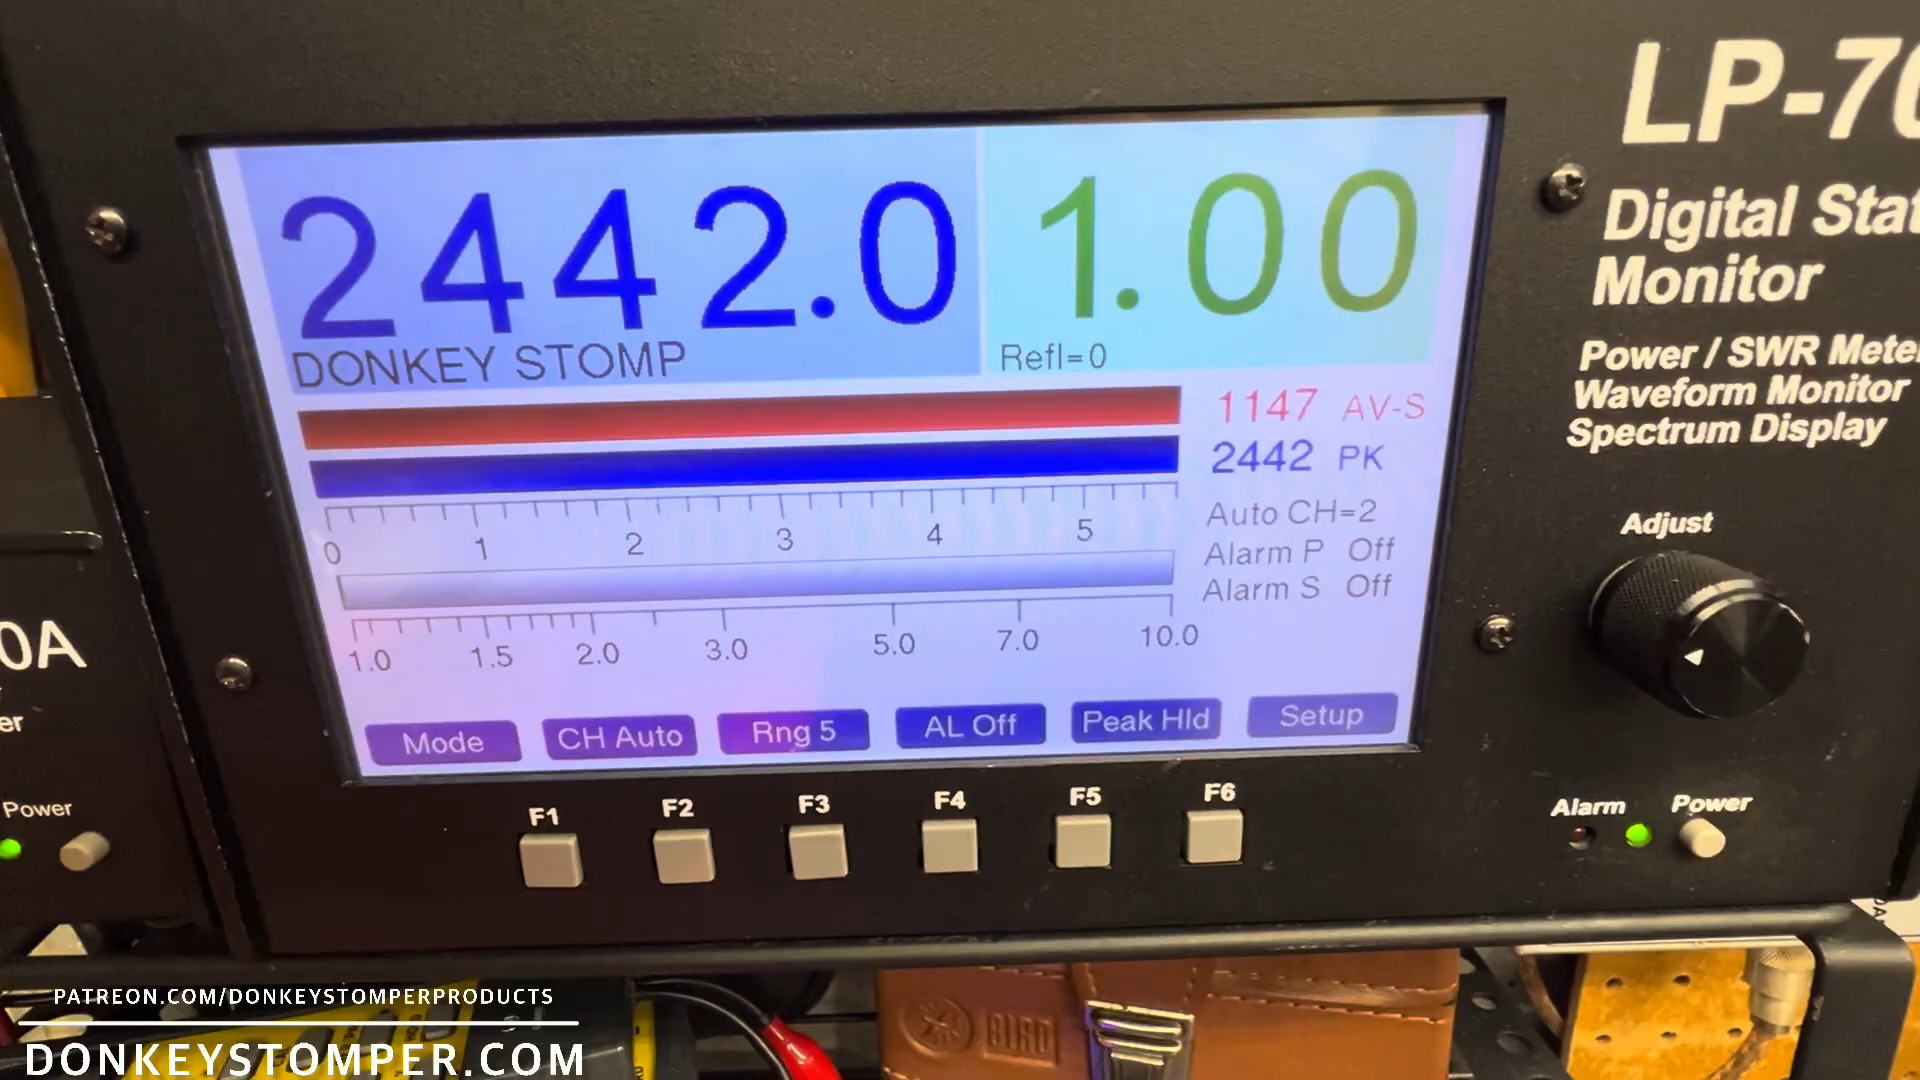 2442.0
1.00
DONKEY STOMP
Refl=0
1147 AV-S
2442 PK
Auto CH=2
Alarm P Off
Alarm S Off
0 1 2 3 4 5
1.0 1.5 2.0 3.0 5.0 7.0 10.0
Mode CH Auto Rng 5 AL Off Peak Hld Setup
F1 F2 F3 F4 F5 F6
LP-70
Digital Stat
Monitor
Power / SWR Mete
Waveform Monitor
Spectrum Display
Adjust
Alarm Power
0A
er
Power
BIRD
PATREON.COM/DONKEYSTOMPERPRODUCTS
DONKEYSTOMPER.COM